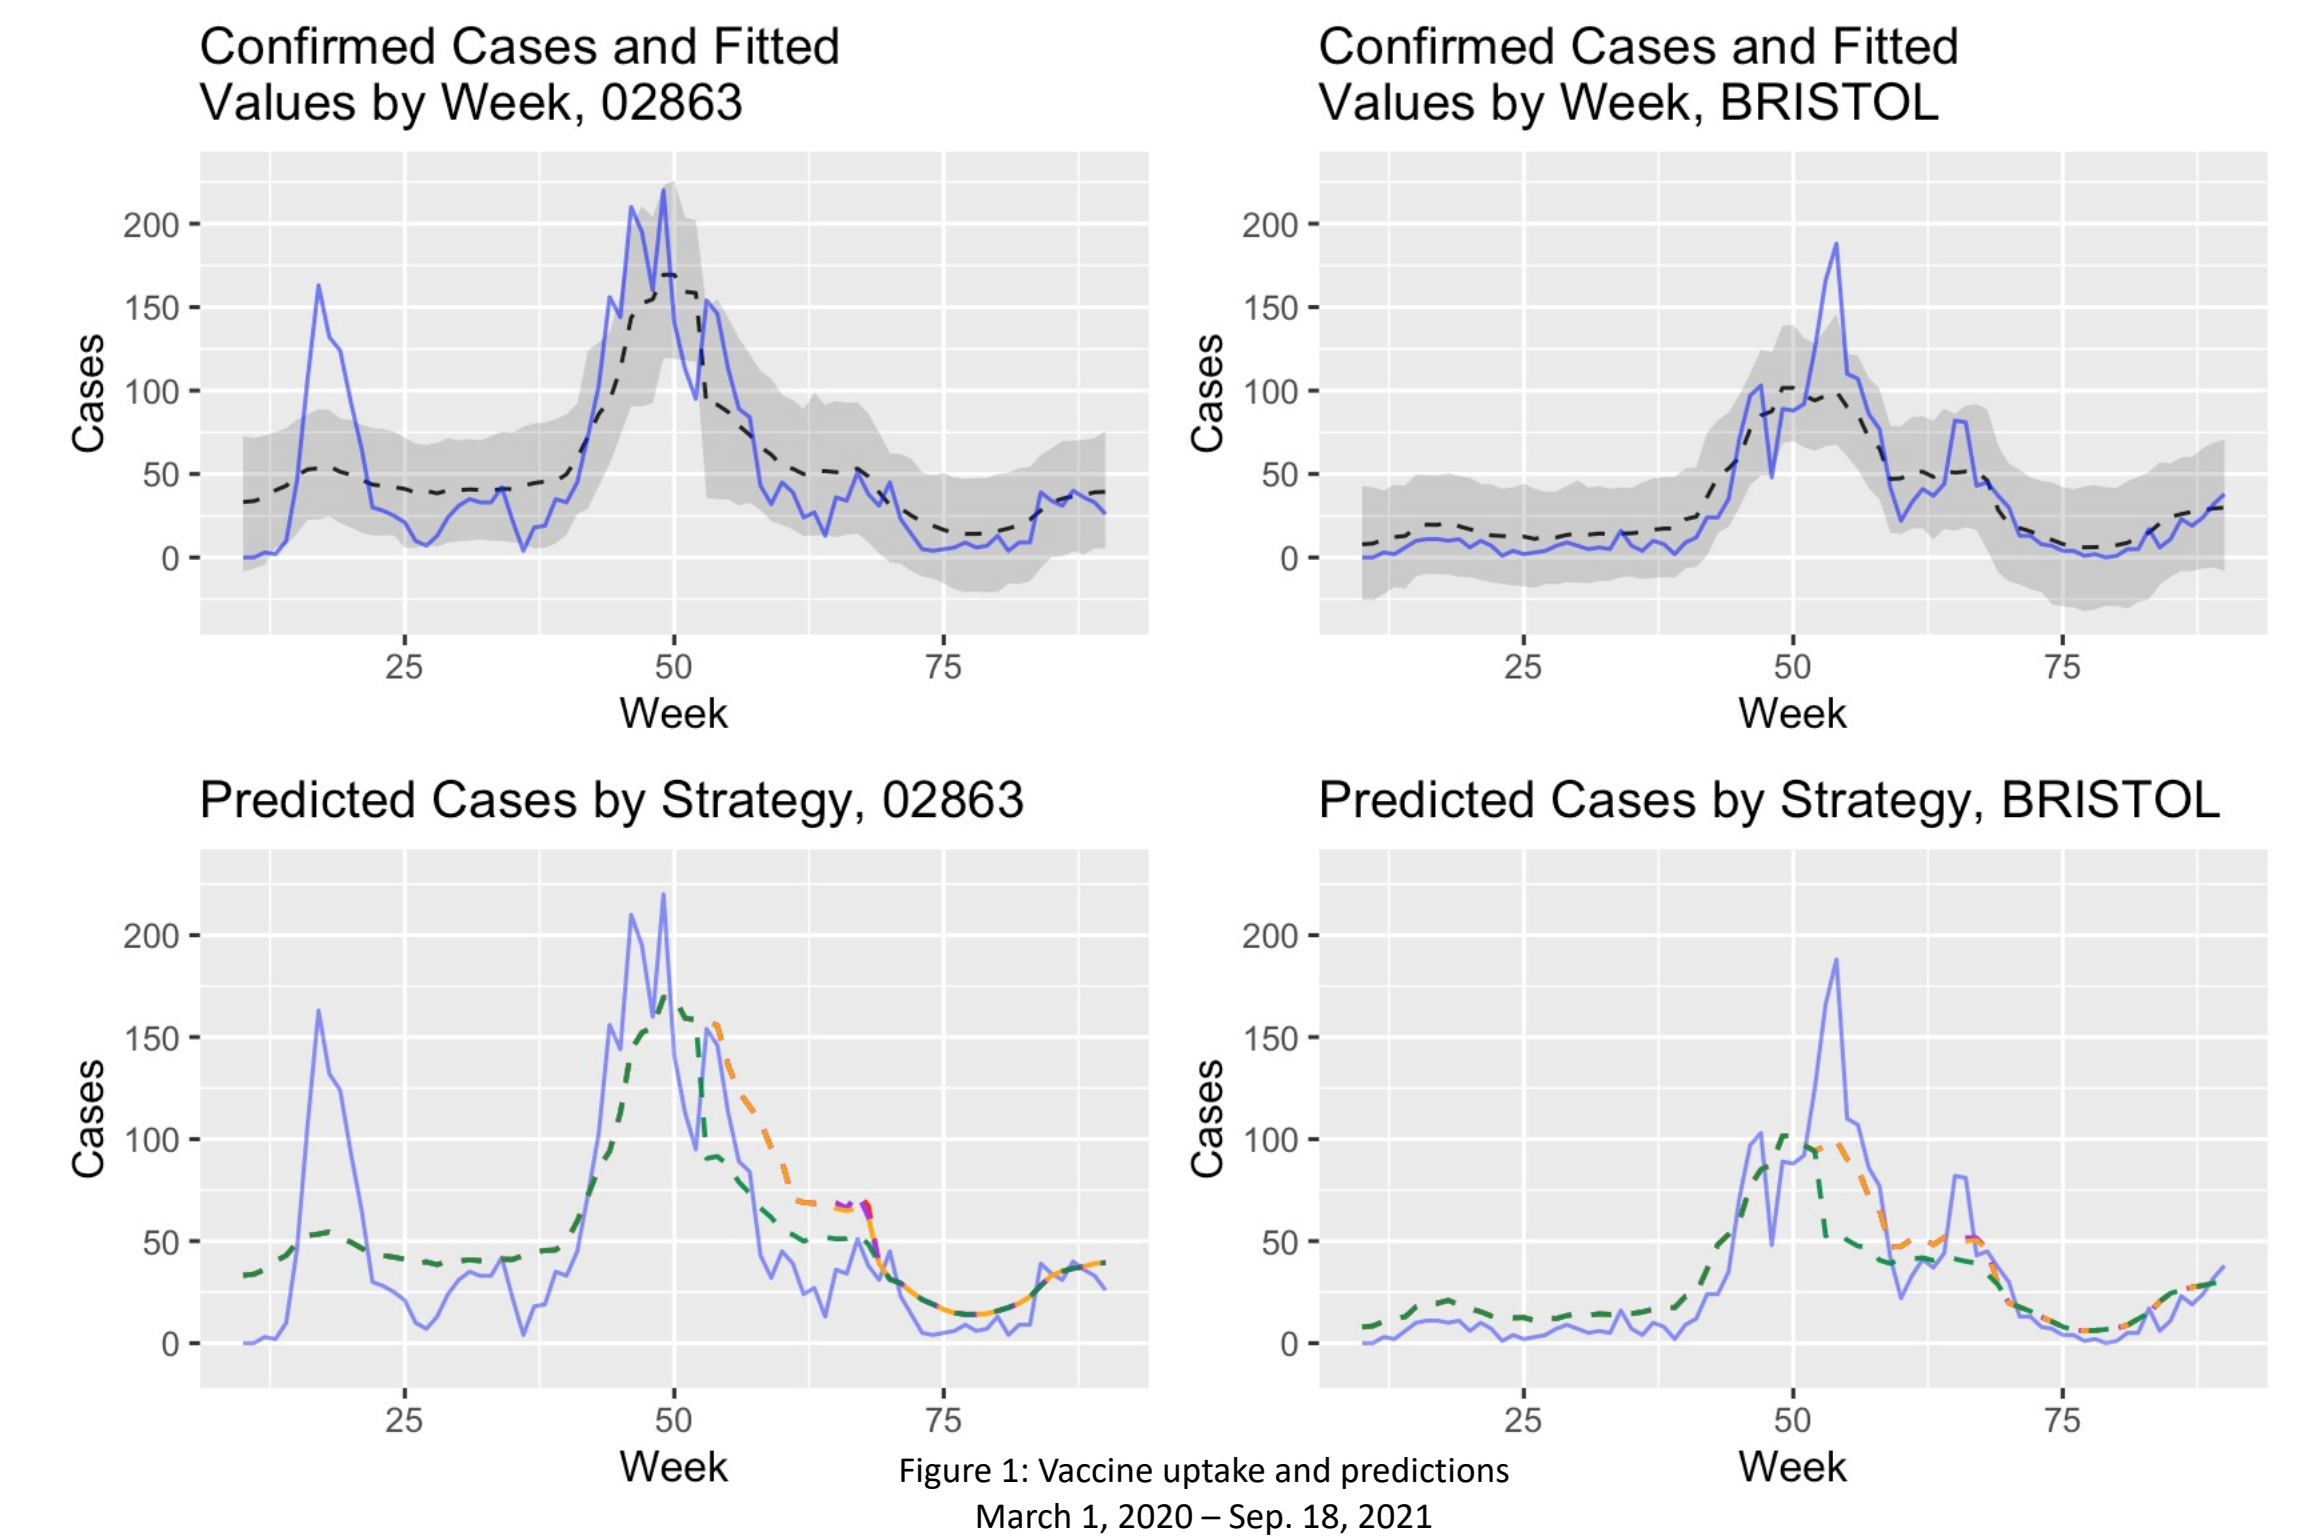 Confirmed Cases and Fitted
Values by Week, 02863
Cases
200
150
100
50
0
25 50 75
Week
Confirmed Cases and Fitted
Values by Week, BRISTOL
Cases
200
150
100
50
0
25 50 75
Week
Predicted Cases by Strategy, 02863
Cases
200
150
100
50
0
25 50 75
Week
Predicted Cases by Strategy, BRISTOL
Cases
200
150
100
50
0
25 50 75
Week
Figure 1: Vaccine uptake and predictions
March 1, 2020 – Sep. 18, 2021